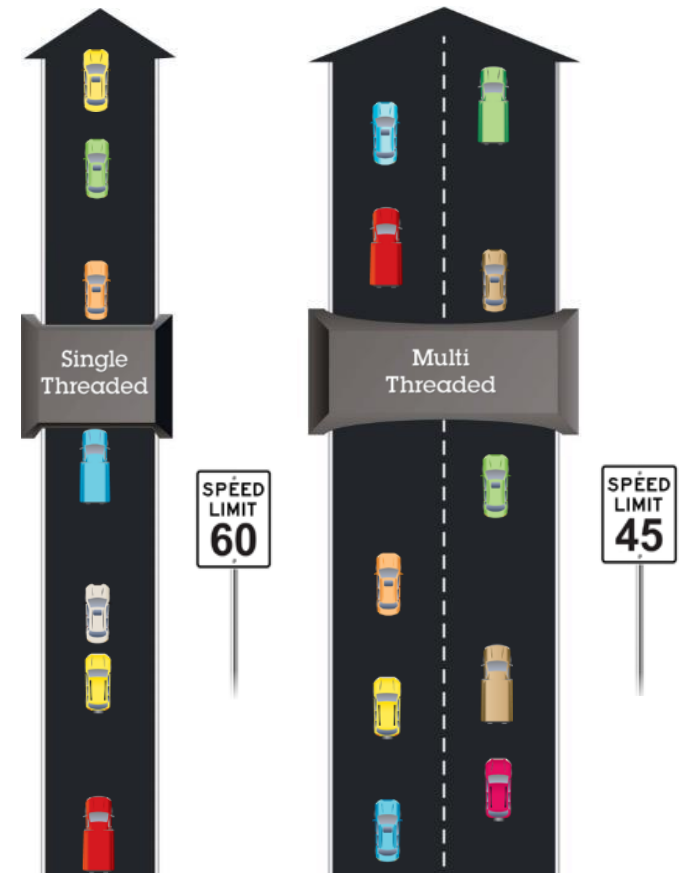 Single
Threaded
SPEED
LIMIT
60
Multi
Threaded
SPEED
LIMIT
45